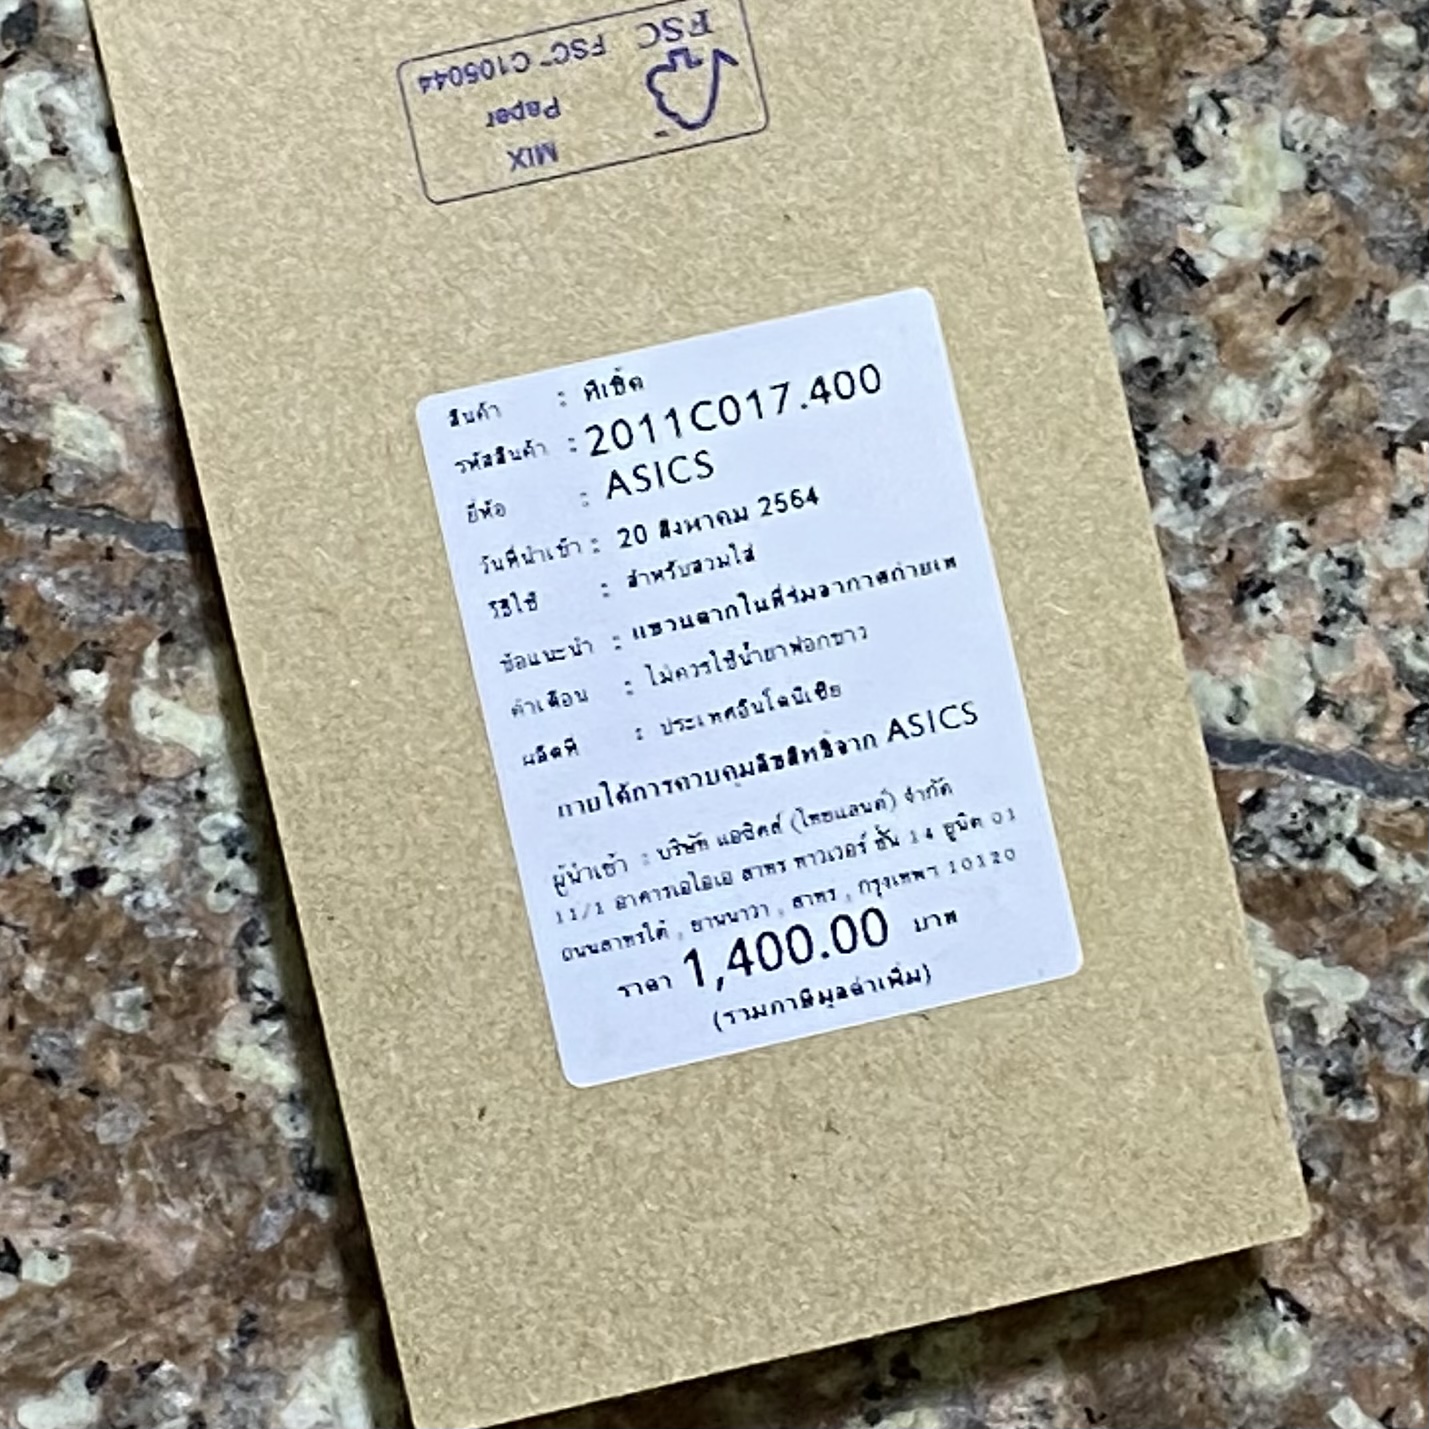 FSC
FSC™ C105044
Paper
MIX
สินค้า : ทีเชิ้ต
รหัสสินค้า : 2011C017.400
ยี่ห้อ : ASICS
วันที่นำเข้า : 20 สิงหาคม 2564
วิธีใช้ : สำหรับสวมใส่
ข้อแนะนำ : แขวนตากในที่ร่มอากาศถ่ายเท
คำเตือน : ไม่ควรใช้น้ำยาฟอกขาว
ผลิตที่ : ประเทศอินโดนีเซีย
ภายใต้การควบคุมลิขสิทธิ์จาก ASICS
ผู้นำเข้า : บริษัท แอซิคส์ (ไทยแลนด์) จำกัด
11/1 อาคารเอไอเอ สาทร ทาวเวอร์ ชั้น 14 ยูนิต 01
ถนนสาทรใต้ , ยานนาวา , สาทร , กรุงเทพฯ 10120
ราคา 1,400.00 บาท
(รวมภาษีมูลค่าเพิ่ม)